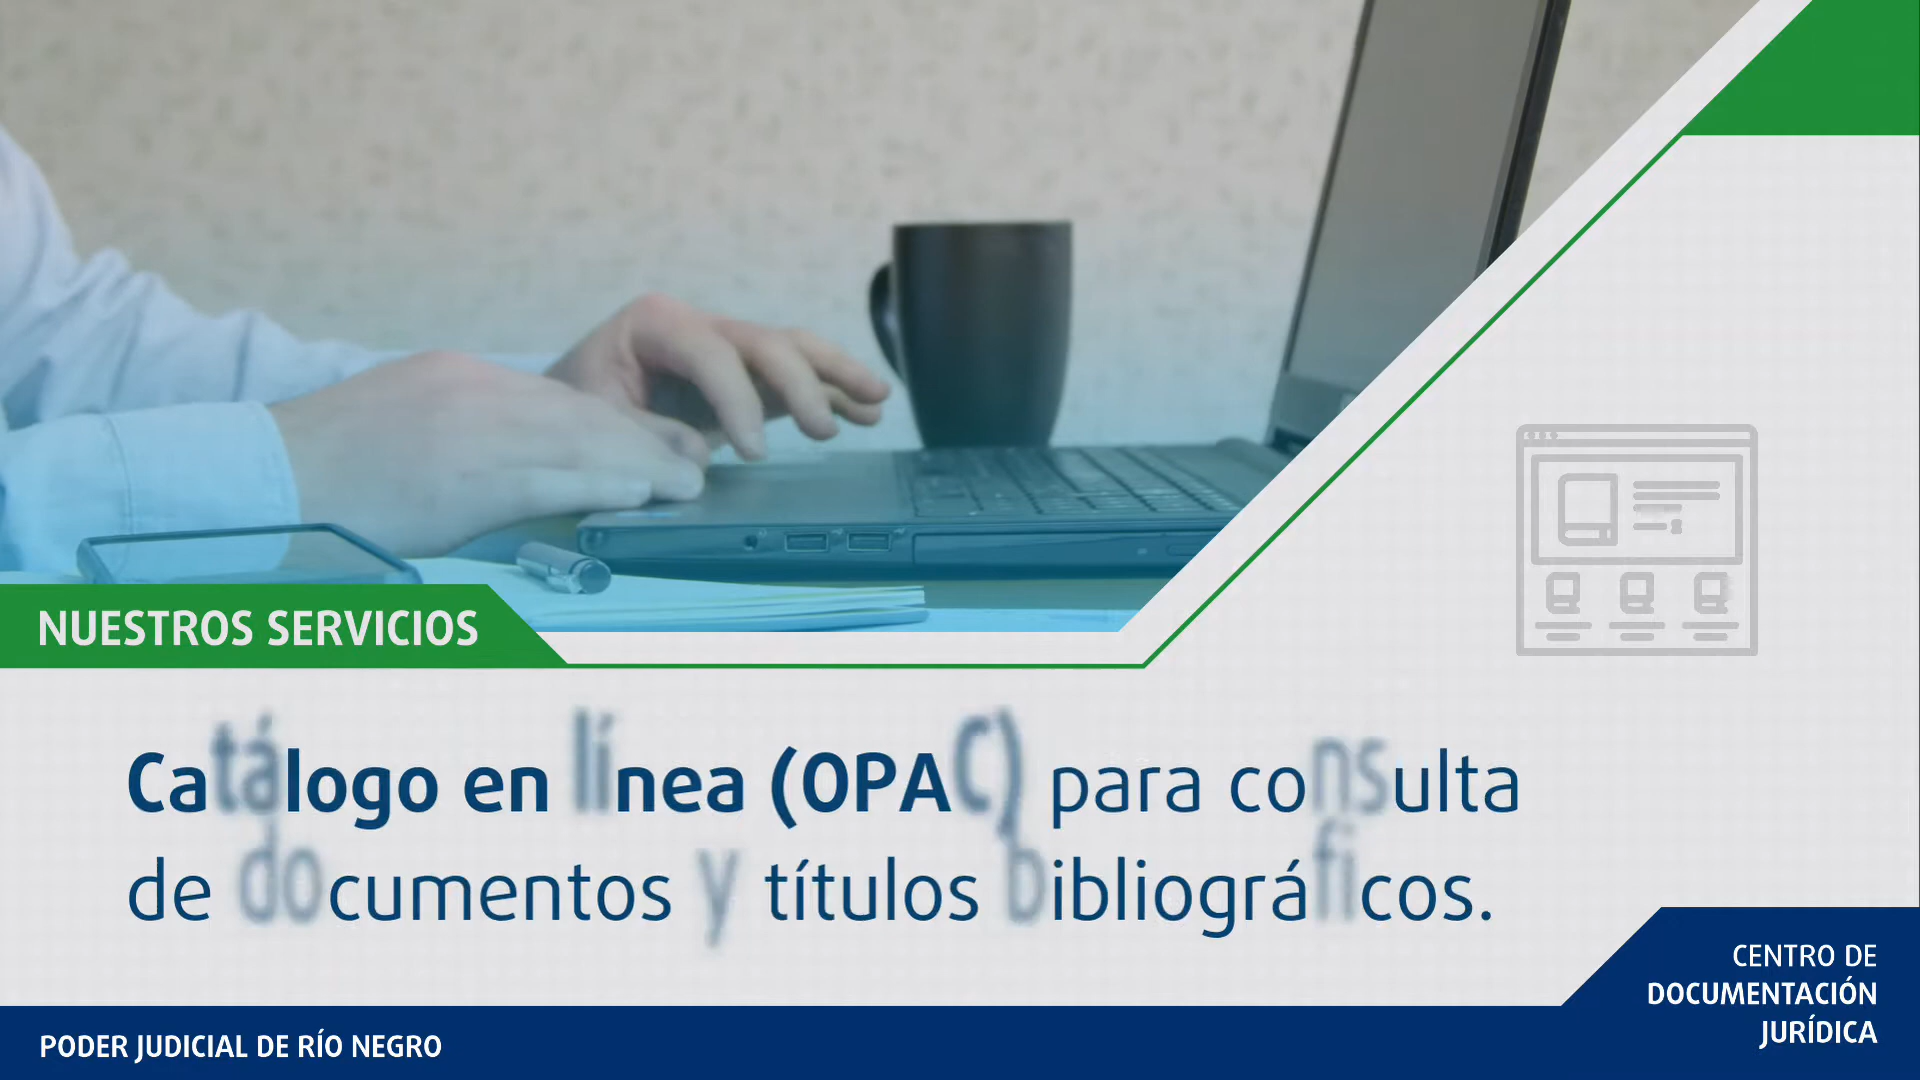 NUESTROS SERVICIOS
Catálogo en línea (OPAC) para consulta
de documentos y títulos bibliográficos.
CENTRO DE
DOCUMENTACIÓN
JURÍDICA
PODER JUDICIAL DE RÍO NEGRO